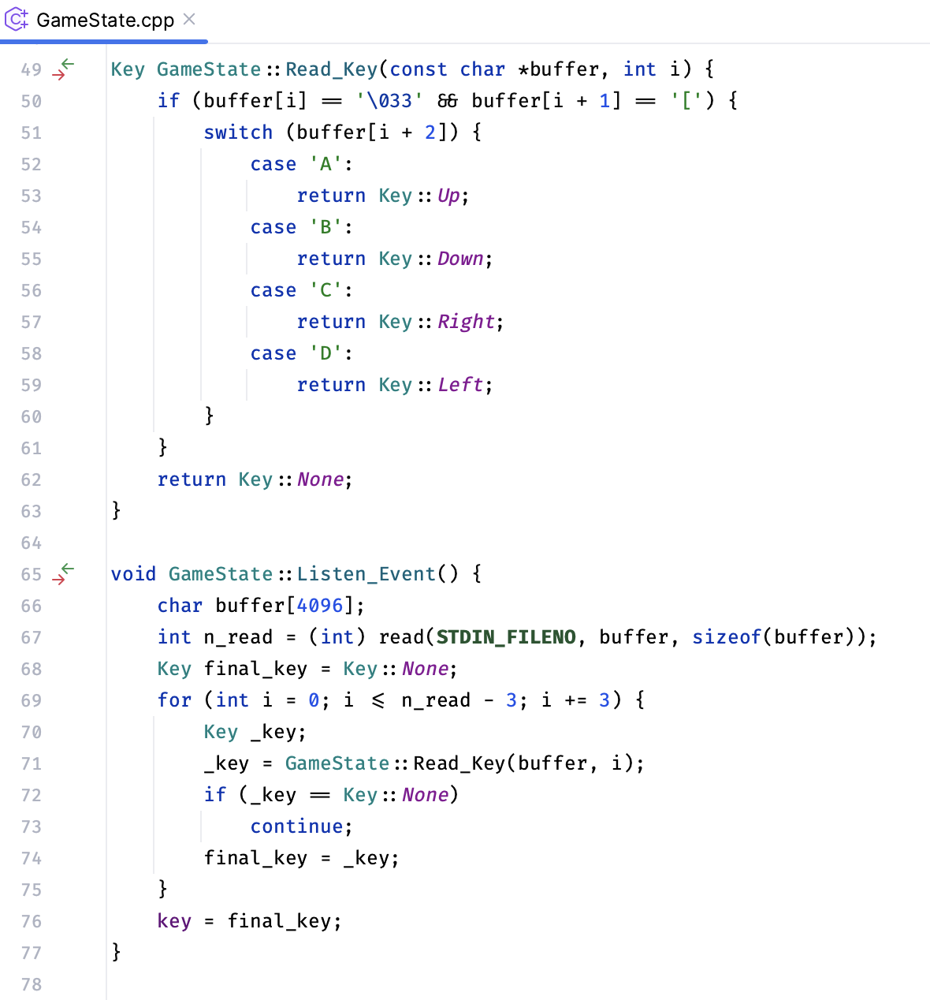 GameState.cpp
49 Key GameState::Read_Key(const char *buffer, int i) {
50     if (buffer[i] == '\033' && buffer[i + 1] == '[') {
51         switch (buffer[i + 2]) {
52             case 'A':
53                 return Key::Up;
54             case 'B':
55                 return Key::Down;
56             case 'C':
57                 return Key::Right;
58             case 'D':
59                 return Key::Left;
60         }
61     }
62     return Key::None;
63 }
64
65 void GameState::Listen_Event() {
66     char buffer[4096];
67     int n_read = (int) read(STDIN_FILENO, buffer, sizeof(buffer));
68     Key final_key = Key::None;
69     for (int i = 0; i <= n_read - 3; i += 3) {
70         Key _key;
71         _key = GameState::Read_Key(buffer, i);
72         if (_key == Key::None)
73             continue;
74         final_key = _key;
75     }
76     key = final_key;
77 }
78